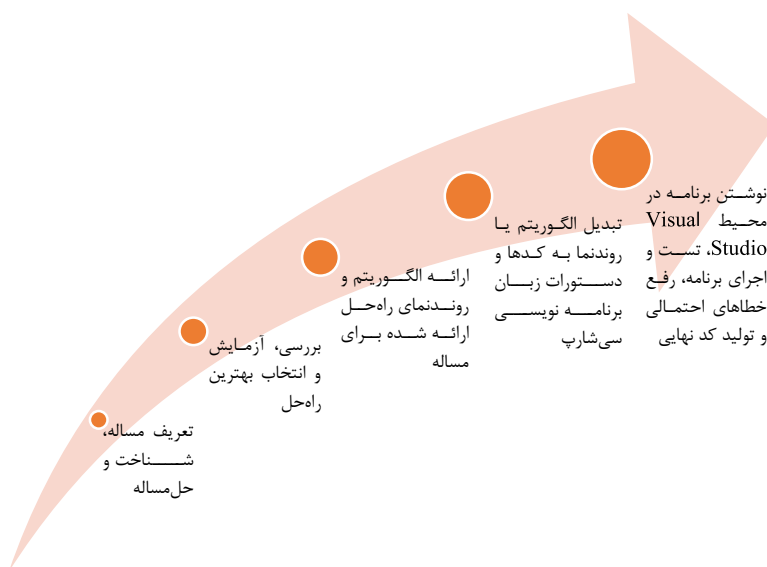 تعریف مساله،
شناخت و
حل‌مساله
بررسی، آزمایش
و انتخاب بهترین
راه‌حل
ارائه الگوریتم و
روندنمای راه‌حل
ارائه شده برای
مساله
تبدیل الگوریتم یا
روندنما به کدها و
دستورات زبان
برنامه نویسی
سی‌شارپ
نوشتن برنامه در
محیط Visual
Studio، تست و
اجرای برنامه، رفع
خطاهای احتمالی
و تولید کد نهایی